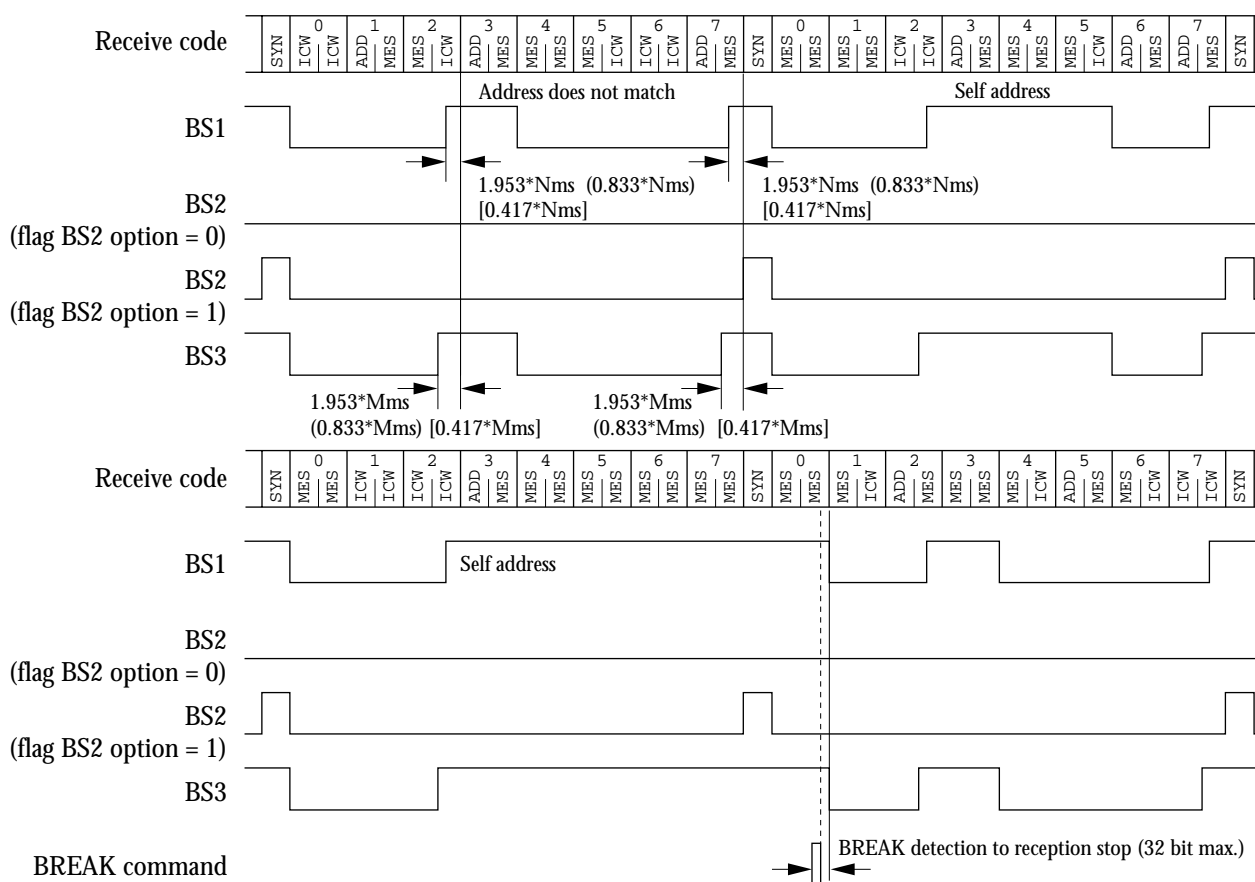 0 1 2 3 4 5 6 7 0 1 2 3 4 5 6 7
Receive code SYN ICW ICW ADD MES MES ICW ADD MES MES MES MES ICW ICW ICW ADD MES SYN MES MES MES MES ICW ICW ADD MES MES MES MES ICW ADD MES ADD MES SYN
Address does not match Self address
BS1
1.953*Nms (0.833*Nms) 1.953*Nms (0.833*Nms)
[0.417*Nms] [0.417*Nms]
BS2
(flag BS2 option = 0)
BS2
(flag BS2 option = 1)
BS3
1.953*Mms 1.953*Mms
(0.833*Mms) [0.417*Mms] (0.833*Mms) [0.417*Mms]
0 1 2 3 4 5 6 7 0 1 2 3 4 5 6 7
Receive code SYN MES MES ICW ICW ICW ICW ADD MES MES MES MES MES MES MES MES MES SYN MES MES MES ICW ADD MES MES MES MES ICW ADD MES MES ICW ICW ICW SYN
BS1 Self address
BS2
(flag BS2 option = 0)
BS2
(flag BS2 option = 1)
BS3
BREAK command BREAK detection to reception stop (32 bit max.)